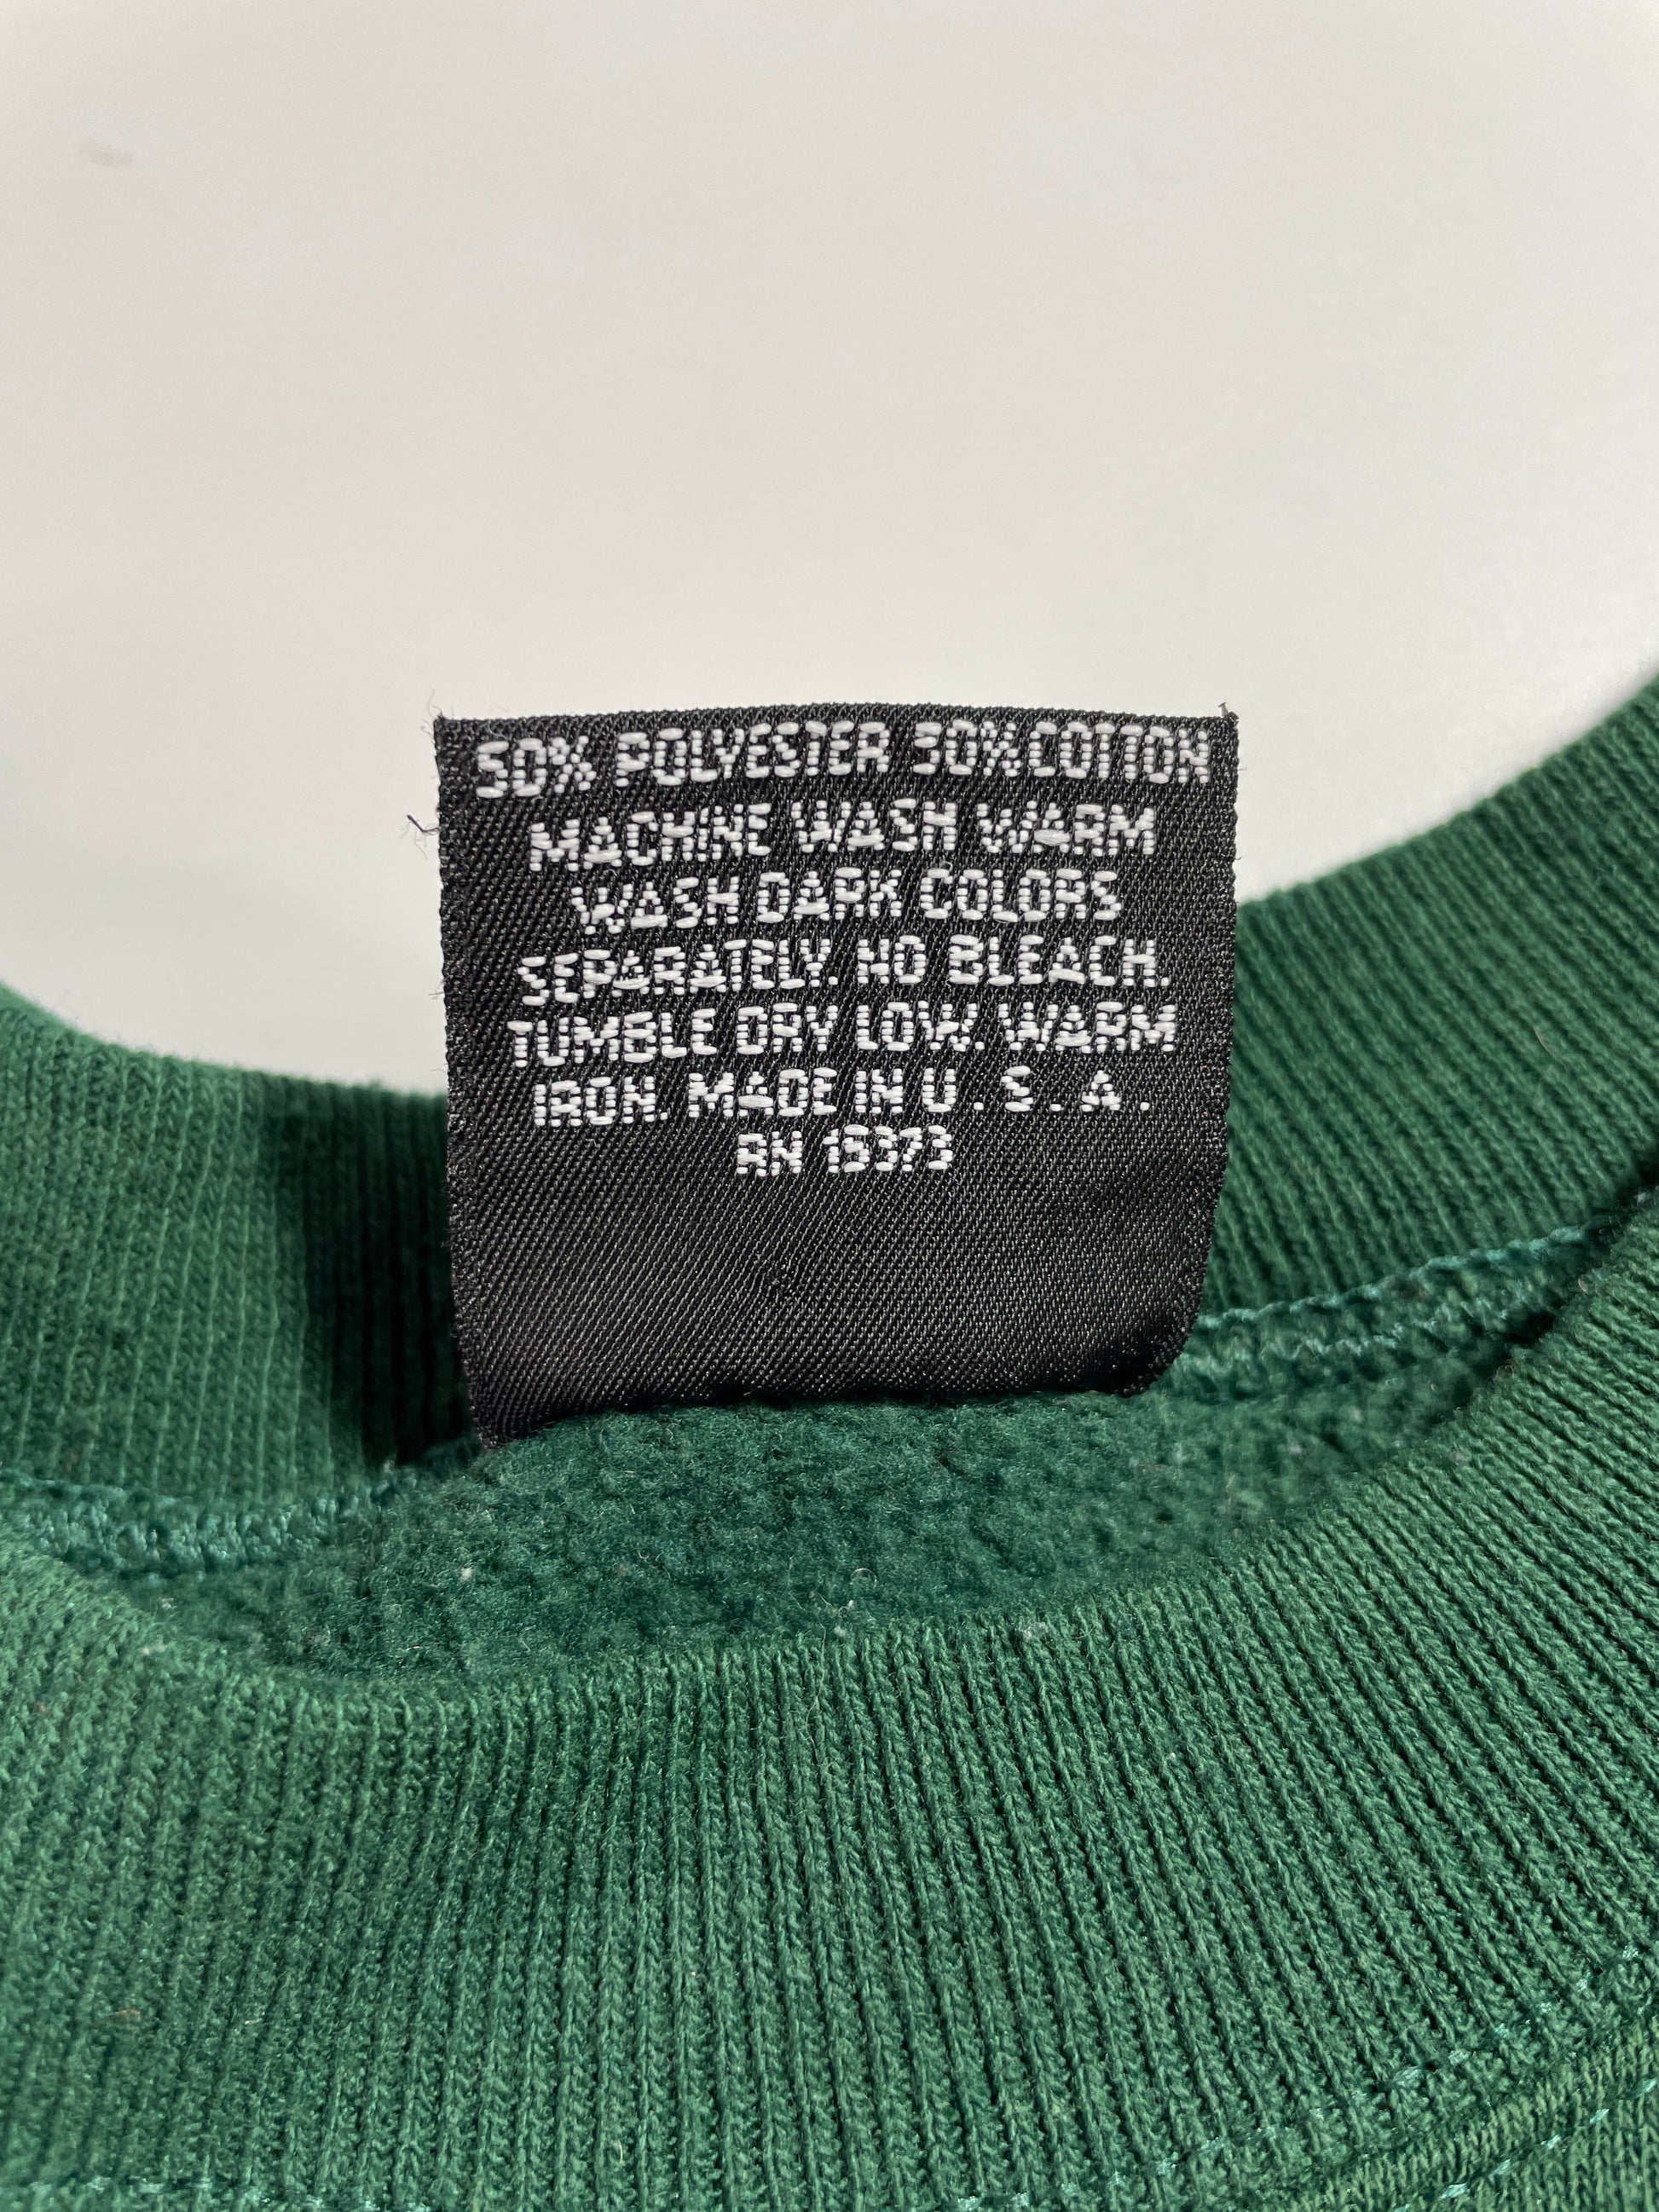 50% POLYESTER 50% COTTON
MACHINE WASH WARM
WASH DARK COLORS
SEPARATELY. NO BLEACH.
TUMBLE DRY LOW. WARM
IRON. MADE IN U.S.A.
RN 15373